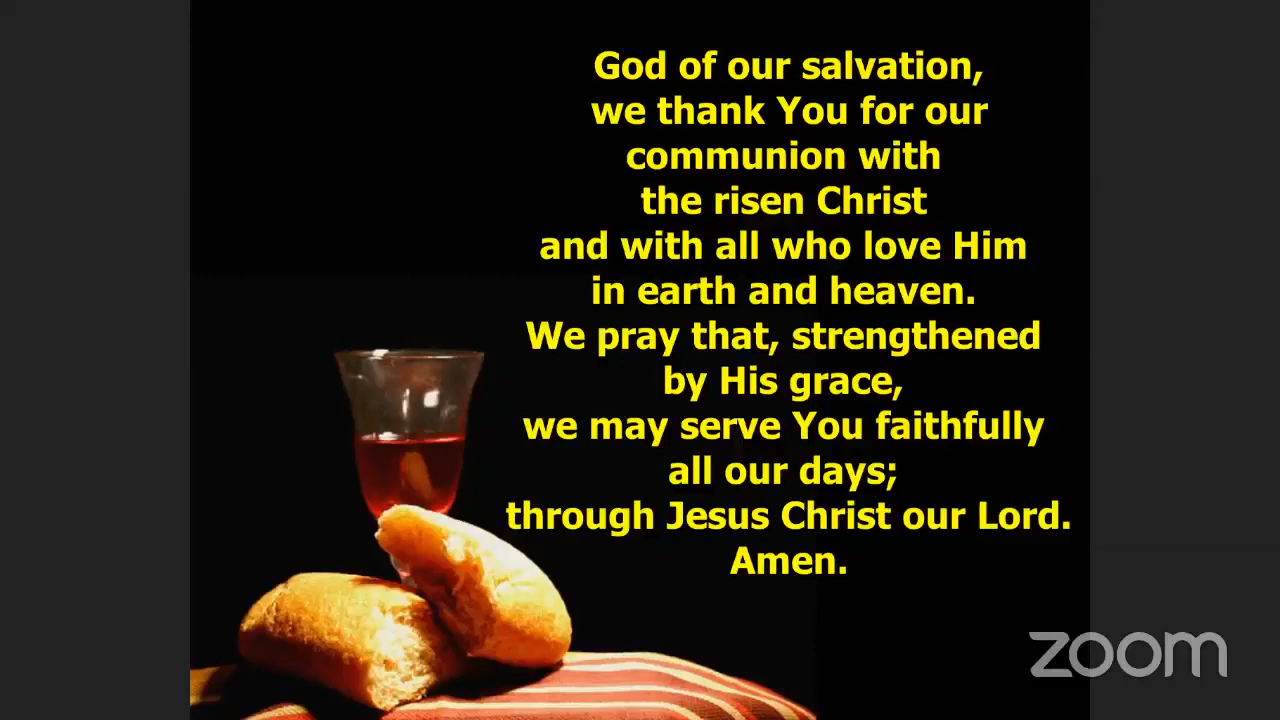 God of our salvation,
we thank You for our
communion with
the risen Christ
and with all who love Him
in earth and heaven.
We pray that, strengthened
by His grace,
we may serve You faithfully
all our days;
through Jesus Christ our Lord.
Amen.
zoom